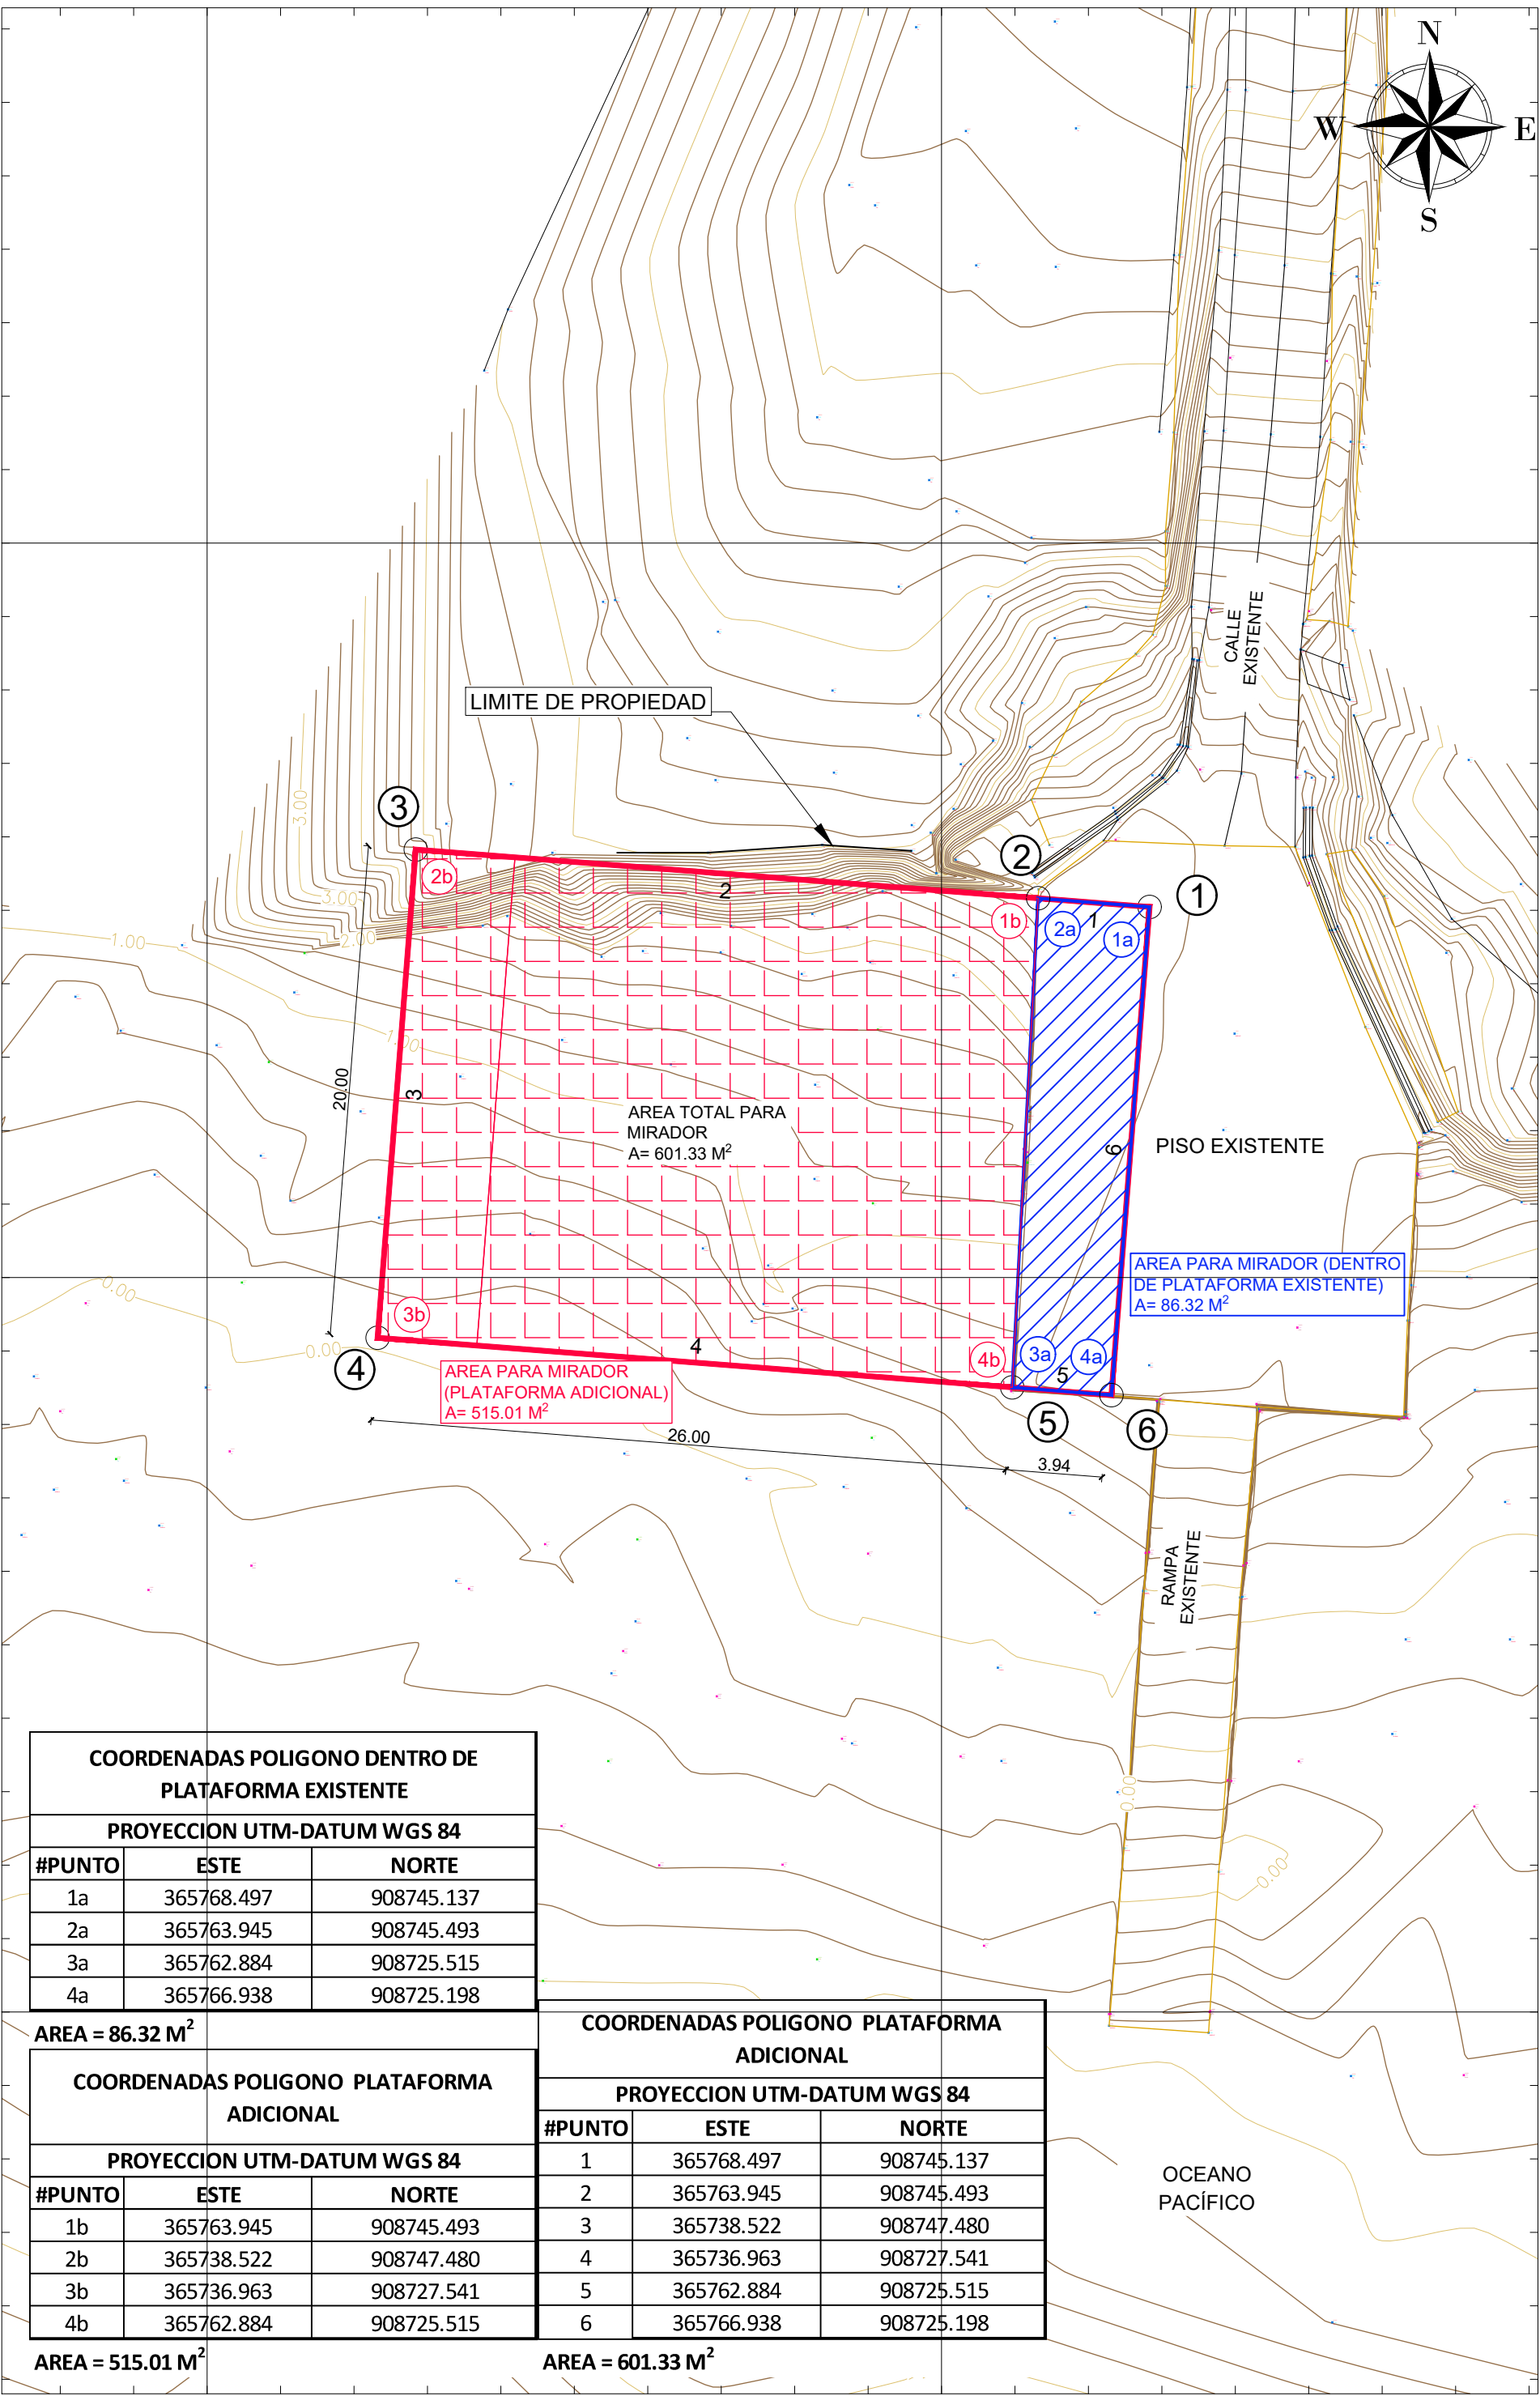 N
W E
S
CALLE
EXISTENTE
LIMITE DE PROPIEDAD
3.00
3
2
1
2b
2
1
1b
2a
1a
3.00
2.00
1.00
1.00
20.00
3
AREA TOTAL PARA
MIRADOR
A= 601.33 M²
6
PISO EXISTENTE
AREA PARA MIRADOR (DENTRO
DE PLATAFORMA EXISTENTE)
A= 86.32 M²
0.00
0.00
3b
4
4
4b
3a
4a
5
AREA PARA MIRADOR
(PLATAFORMA ADICIONAL)
A= 515.01 M²
5
6
26.00
3.94
RAMPA
EXISTENTE
0.00
0.00
COORDENADAS POLIGONO DENTRO DE
PLATAFORMA EXISTENTE
PROYECCION UTM-DATUM WGS 84
#PUNTO ESTE NORTE
1a 365768.497 908745.137
2a 365763.945 908745.493
3a 365762.884 908725.515
4a 365766.938 908725.198
AREA = 86.32 M²
COORDENADAS POLIGONO PLATAFORMA
ADICIONAL
PROYECCION UTM-DATUM WGS 84
#PUNTO ESTE NORTE
1b 365763.945 908745.493
2b 365738.522 908747.480
3b 365736.963 908727.541
4b 365762.884 908725.515
AREA = 515.01 M²
COORDENADAS POLIGONO PLATAFORMA
ADICIONAL
PROYECCION UTM-DATUM WGS 84
#PUNTO ESTE NORTE
1 365768.497 908745.137
2 365763.945 908745.493
3 365738.522 908747.480
4 365736.963 908727.541
5 365762.884 908725.515
6 365766.938 908725.198
AREA = 601.33 M²
OCEANO
PACÍFICO